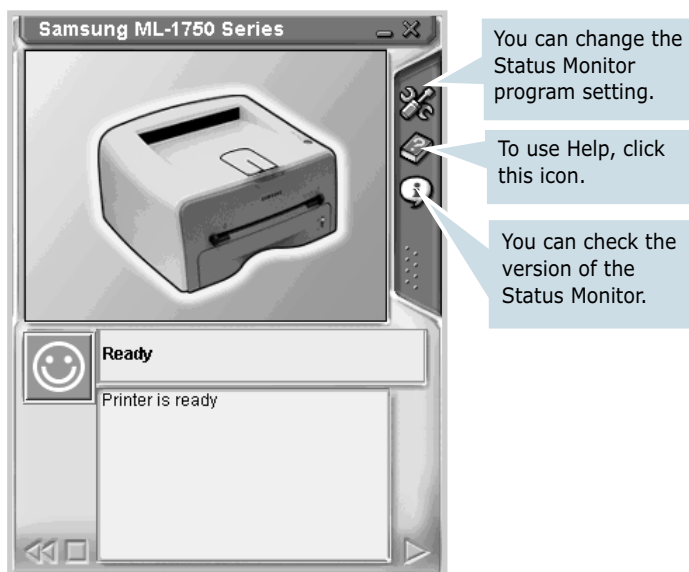 Samsung ML-1750 Series
You can change the
Status Monitor
program setting.
To use Help, click
this icon.
You can check the
version of the
Status Monitor.
SAMSUNG
Ready
Printer is ready